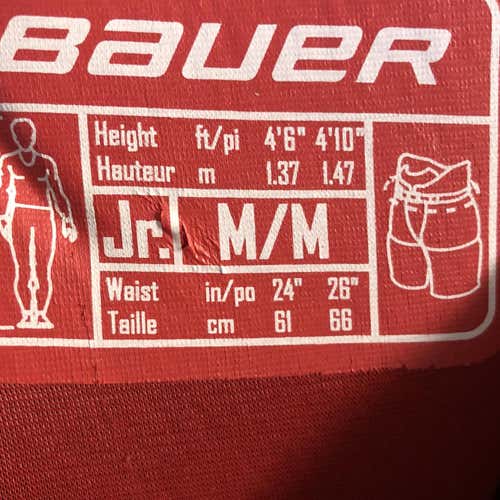 BAUER
Height ft/pi 4'6" 4'10"
Hauteur m 1.37 1.47
Jr. M/M
Waist in/po 24" 26"
Taille cm 61 66